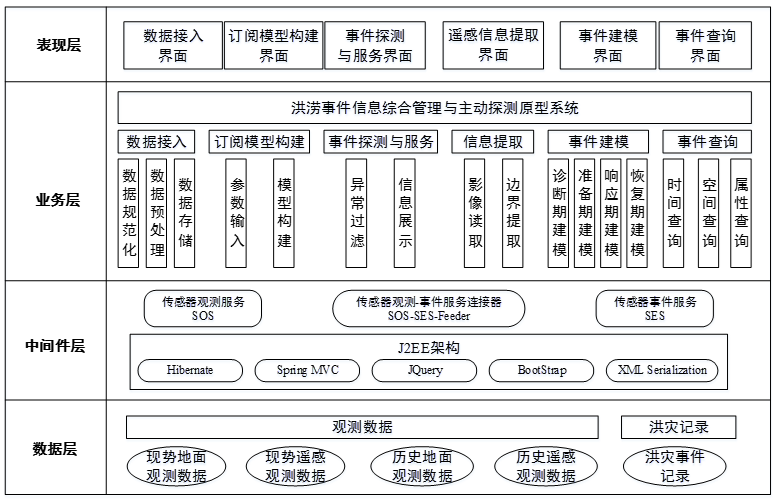 表现层
数据接入
界面
订阅模型构建
界面
事件探测
与服务界面
遥感信息提取
界面
事件建模
界面
事件查询
界面
业务层
洪涝事件信息综合管理与主动探测原型系统
数据接入
订阅模型构建
事件探测与服务
信息提取
事件建模
事件查询
数据规范化
数据预处理
数据存储
参数输入
模型构建
异常过滤
信息展示
影像读取
边界提取
诊断期建模
准备期建模
响应期建模
恢复期建模
时间查询
空间查询
属性查询
中间件层
传感器观测服务
SOS
传感器观测-事件服务连接器
SOS-SES-Feeder
传感器事件服务
SES
J2EE架构
Hibernate
Spring MVC
JQuery
BootStrap
XML Serialization
数据层
观测数据
洪灾记录
现势地面
观测数据
现势遥感
观测数据
历史地面
观测数据
历史遥感
观测数据
洪灾事件
记录